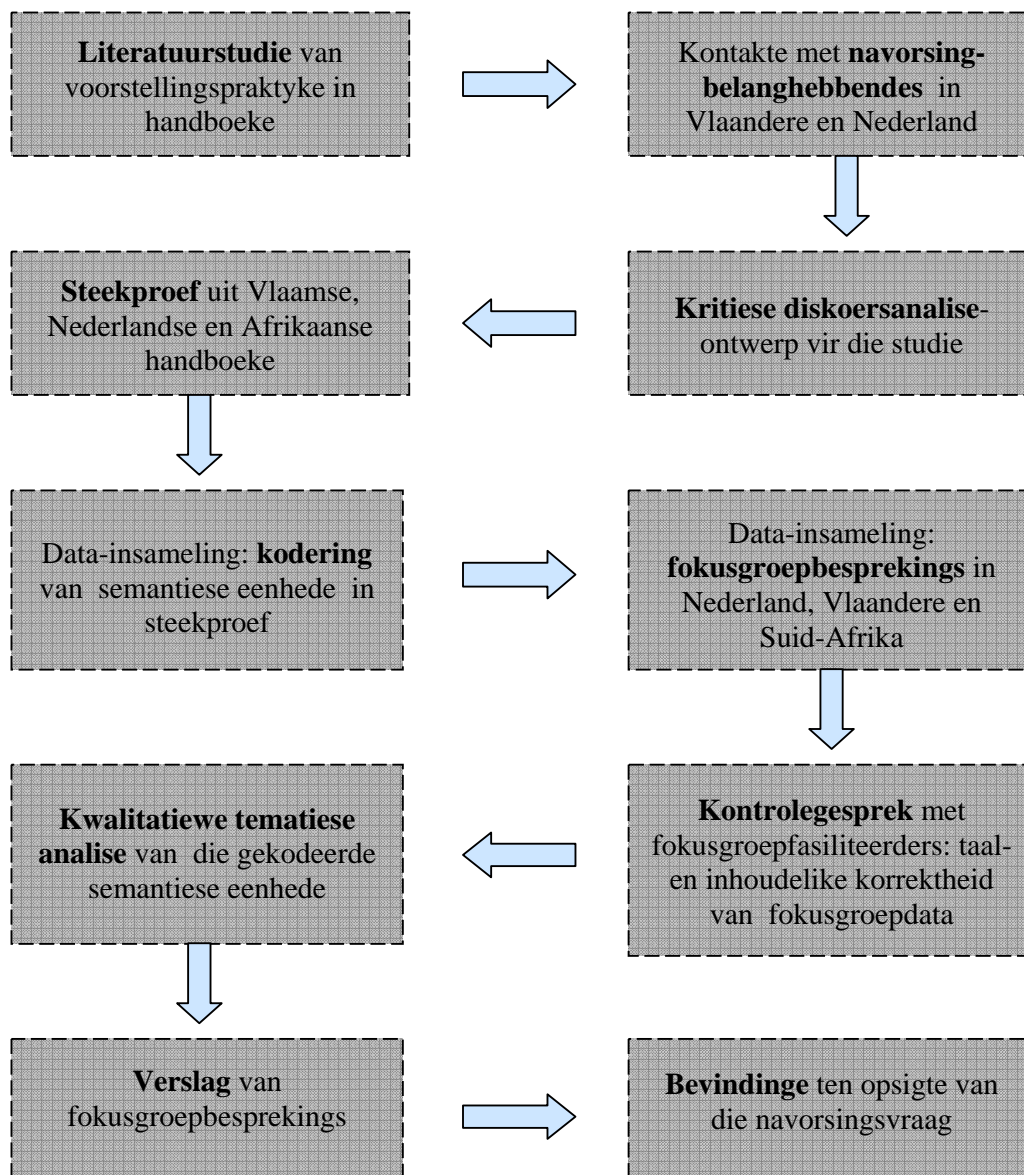 Literatuurstudie van
voorstellingspraktyke in
handboeke
Kontakte met navorsing-
belanghebbendes in
Vlaandere en Nederland
Kritiese diskoersanalise-
ontwerp vir die studie
Steekproef uit Vlaamse,
Nederlandse en Afrikaanse
handboeke
Data-insameling: kodering
van semantiese eenhede in
steekproef
Data-insameling:
fokusgroepbesprekings in
Nederland, Vlaandere en
Suid-Afrika
Kontrolegesprek met
fokusgroepfasiliteerders: taal-
en inhoudelike korrektheid
van fokusgroepdata
Kwalitatiewe tematiese
analise van die gekodeerde
semantiese eenhede
Verslag van
fokusgroepbesprekings
Bevindinge ten opsigte van
die navorsingsvraag